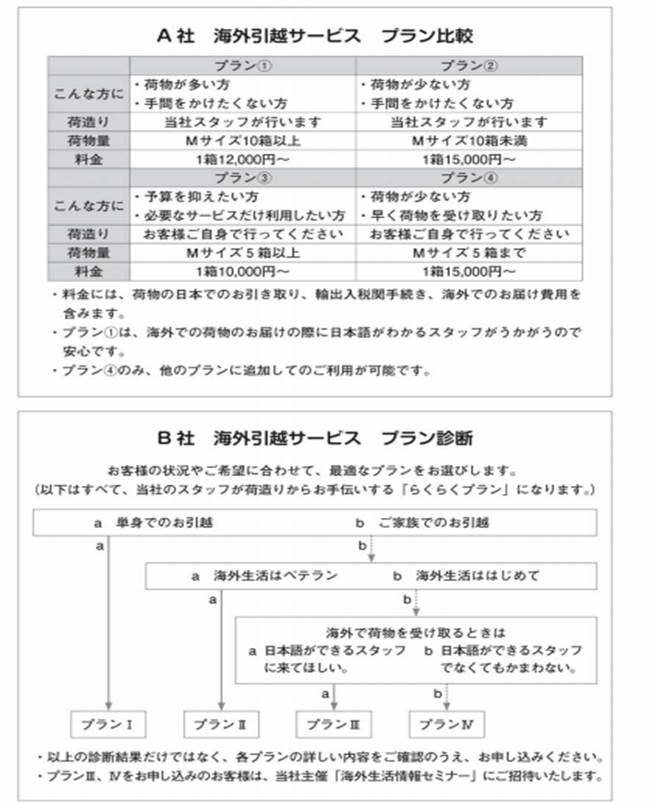 A社 海外引越サービス プラン比較
プラン① プラン②
こんな方に ・荷物が多い方 ・荷物が少ない方
・手間をかけたくない方 ・手間をかけたくない方
荷造り 当社スタッフが行います 当社スタッフが行います
荷物量 Mサイズ10箱以上 Mサイズ10箱未満
料金 1箱12,000円〜 1箱15,000円〜
プラン③ プラン④
こんな方に ・予算を抑えたい方 ・荷物が少ない方
・必要なサービスだけ利用したい方 ・早く荷物を受け取りたい方
荷造り お客様ご自身で行ってください お客様ご自身で行ってください
荷物量 Mサイズ5箱以上 Mサイズ5箱まで
料金 1箱10,000円〜 1箱15,000円〜
・料金には、荷物の日本でのお引き取り、輸出入税関手続き、海外でのお届け費用を
含みます。
・プラン①は、海外での荷物のお届けの際に日本語がわかるスタッフがうかがうので
安心です。
・プラン④のみ、他のプランに追加してのご利用が可能です。
B社 海外引越サービス プラン診断
お客様の状況やご希望に合わせて、最適なプランをお選びします。
(以下はすべて、当社のスタッフが荷造りからお手伝いする「らくらくプラン」になります。)
a 単身でのお引越 b ご家族でのお引越
a b
a 海外生活はベテラン b 海外生活ははじめて
a b
海外で荷物を受け取るときは
a 日本語ができるスタッフ b 日本語ができるスタッフ
に来てほしい。 でなくてもかまわない。
a b
プランⅠ プランⅡ プランⅢ プランⅣ
・以上の診断結果だけではなく、各プランの詳しい内容をご確認のうえ、お申し込みください。
・プランⅢ、Ⅳをお申し込みのお客様は、当社主催「海外生活情報セミナー」にご招待いたします。